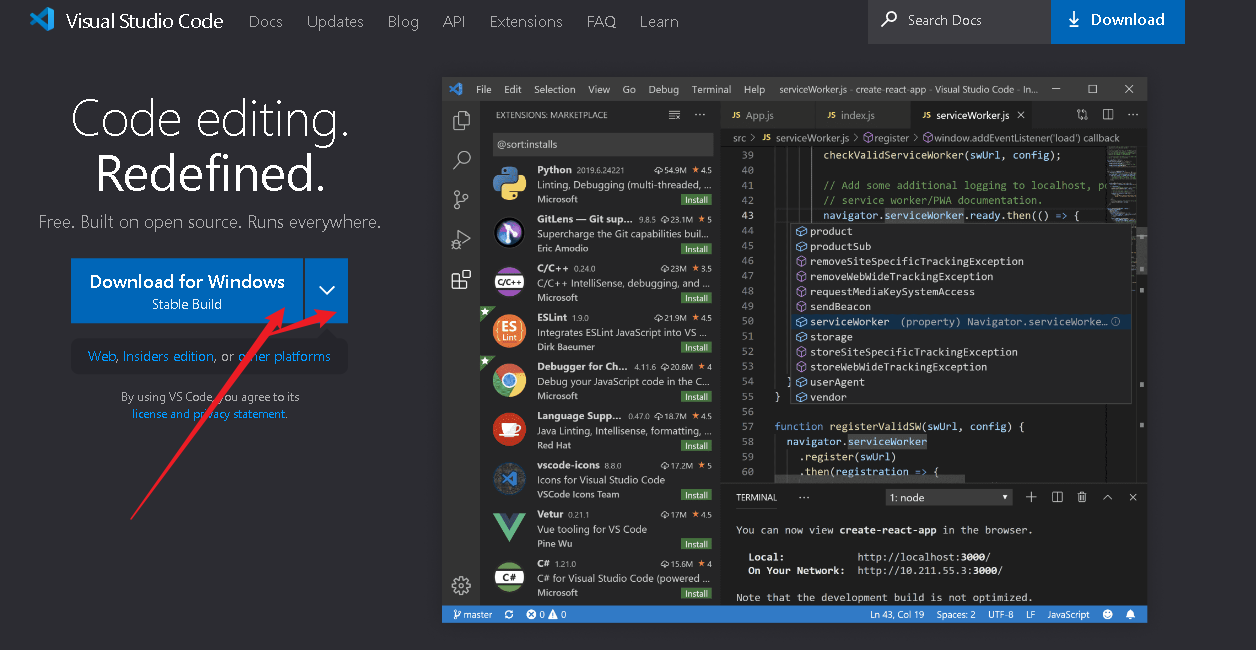 Visual Studio Code Docs Updates Blog API Extensions FAQ Learn Search Docs Download
Code editing.
Redefined.
Free. Built on open source. Runs everywhere.
Download for Windows
Stable Build
Web, Insiders edition, or other platforms
By using VS Code, you agree to its
license and privacy statement.
File Edit Selection View Go Debug Terminal Help serviceWorker.js - create-react-app - Visual Studio Code - In...
EXTENSIONS: MARKETPLACE
@sort:installs
Python 2019.6.24221 54.9M 4.5
Linting, Debugging (multi-threaded, ...
Microsoft Install
GitLens — Git sup... 9.8.5 23.1M 5
Supercharge the Git capabilities buil...
Eric Amodio Install
C/C++
C/C++ 0.24.0 23M 3.5
C/C++ IntelliSense, debugging, and ...
Microsoft Install
ES
Lint
ESLint 1.9.0 21.9M 4.5
Integrates ESLint JavaScript into VS ...
Dirk Baeumer Install
Debugger for Ch... 4.11.6 20.6M 4
Debug your JavaScript code in the C...
Microsoft Install
Language Supp... 0.47.0 18.7M 4.5
Java Linting, Intellisense, formatting, ...
Red Hat Install
vscode-icons 8.8.0 17.2M 5
Icons for Visual Studio Code
VSCode Icons Team Install
Vetur 0.21.1 17M 4.5
Vue tooling for VS Code
Pine Wu Install
C#
C# 1.21.0 15.6M 4
C# for Visual Studio Code (powered ...
Microsoft Install
JS App.js JS index.js JS serviceWorker.js
src > JS serviceWorker.js > register > window.addEventListener('load') callback
39 checkValidServiceWorker(swUrl, config);
40
41 // Add some additional logging to localhost, p
42 // service worker/PWA documentation.
43 navigator.serviceWorker.ready.then(() => {
44 product
45 productSub
46 removeSiteSpecificTrackingException
47 removeWebWideTrackingException
48 requestMediaKeySystemAccess
49 sendBeacon
50 serviceWorker (property) Navigator.serviceWorke...
51 storage
52 storeSiteSpecificTrackingException
53 storeWebWideTrackingException
54 } userAgent
55 } vendor
56
57 function registerValidSW(swUrl, config) {
58 navigator.serviceWorker
59 .register(swUrl)
60 .then(registration => {
TERMINAL ... 1: node
You can now view create-react-app in the browser.
Local: http://localhost:3000/
On Your Network: http://10.211.55.3:3000/
Note that the development build is not optimized.
master 0 0 Ln 43, Col 19 Spaces: 2 UTF-8 LF JavaScript